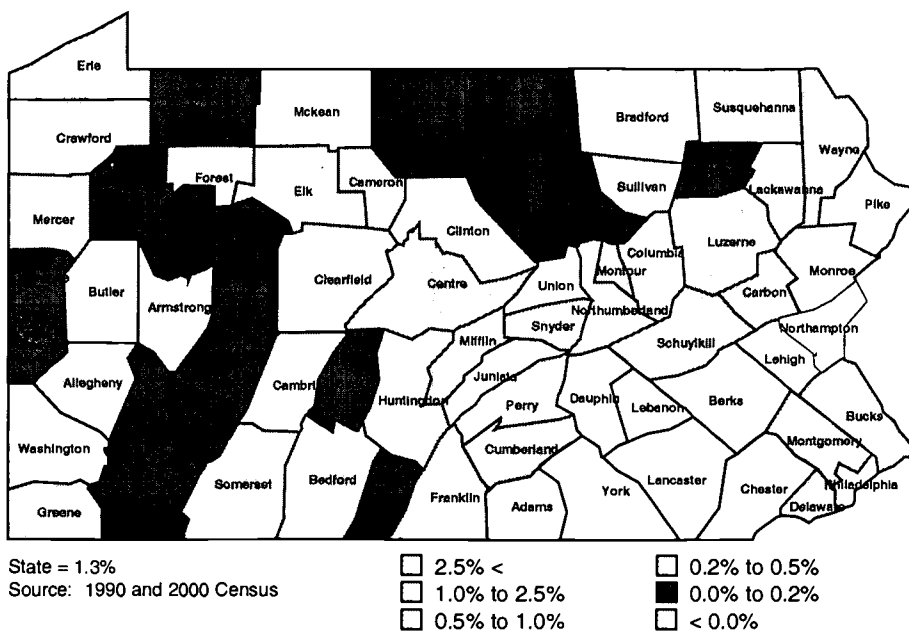 Erie
Mckean
Bradford
Susquehanna
Crawford
Wayne
Forest
Elk
Cameron
Sullivan
Lackawanna
Pike
Mercer
Clinton
Columbia
Luzerne
Clearfield
Centre
Montour
Monroe
Butler
Armstrong
Union
Carbon
Northumberland
Snyder
Northampton
Mifflin
Schuylkill
Lehigh
Allegheny
Juniata
Cambri
Huntingdon
Perry
Dauphin
Lebanon
Berks
Bucks
Washington
Cumberland
Montgomery
Somerset
Bedford
Franklin
Adams
York
Lancaster
Chester
Philadelphia
Delaware
Greene
State = 1.3%
Source: 1990 and 2000 Census
2.5% <
1.0% to 2.5%
0.5% to 1.0%
0.2% to 0.5%
0.0% to 0.2%
< 0.0%